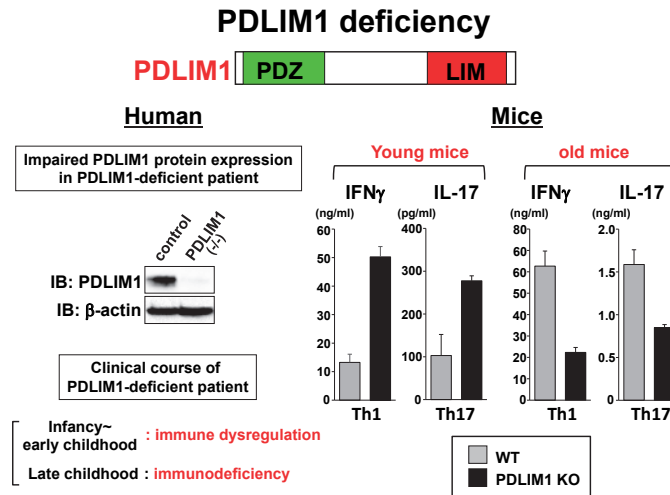 PDLIM1 deficiency
PDLIM1
PDZ
LIM
Human
Impaired PDLIM1 protein expression
in PDLIM1-deficient patient
control
PDLIM1
(-/-)
IB: PDLIM1
IB: β-actin
Clinical course of
PDLIM1-deficient patient
Infancy~
early childhood : immune dysregulation
Late childhood : immunodeficiency
Mice
Young mice
old mice
IFNγ
(ng/ml)
60
50
40
30
20
10
0
Th1
IL-17
(pg/ml)
400
300
200
100
0
Th17
IFNγ
(ng/ml)
80
70
60
50
40
30
20
10
0
Th1
IL-17
(ng/ml)
2.0
1.5
1.0
0.5
0
Th17
WT
PDLIM1 KO